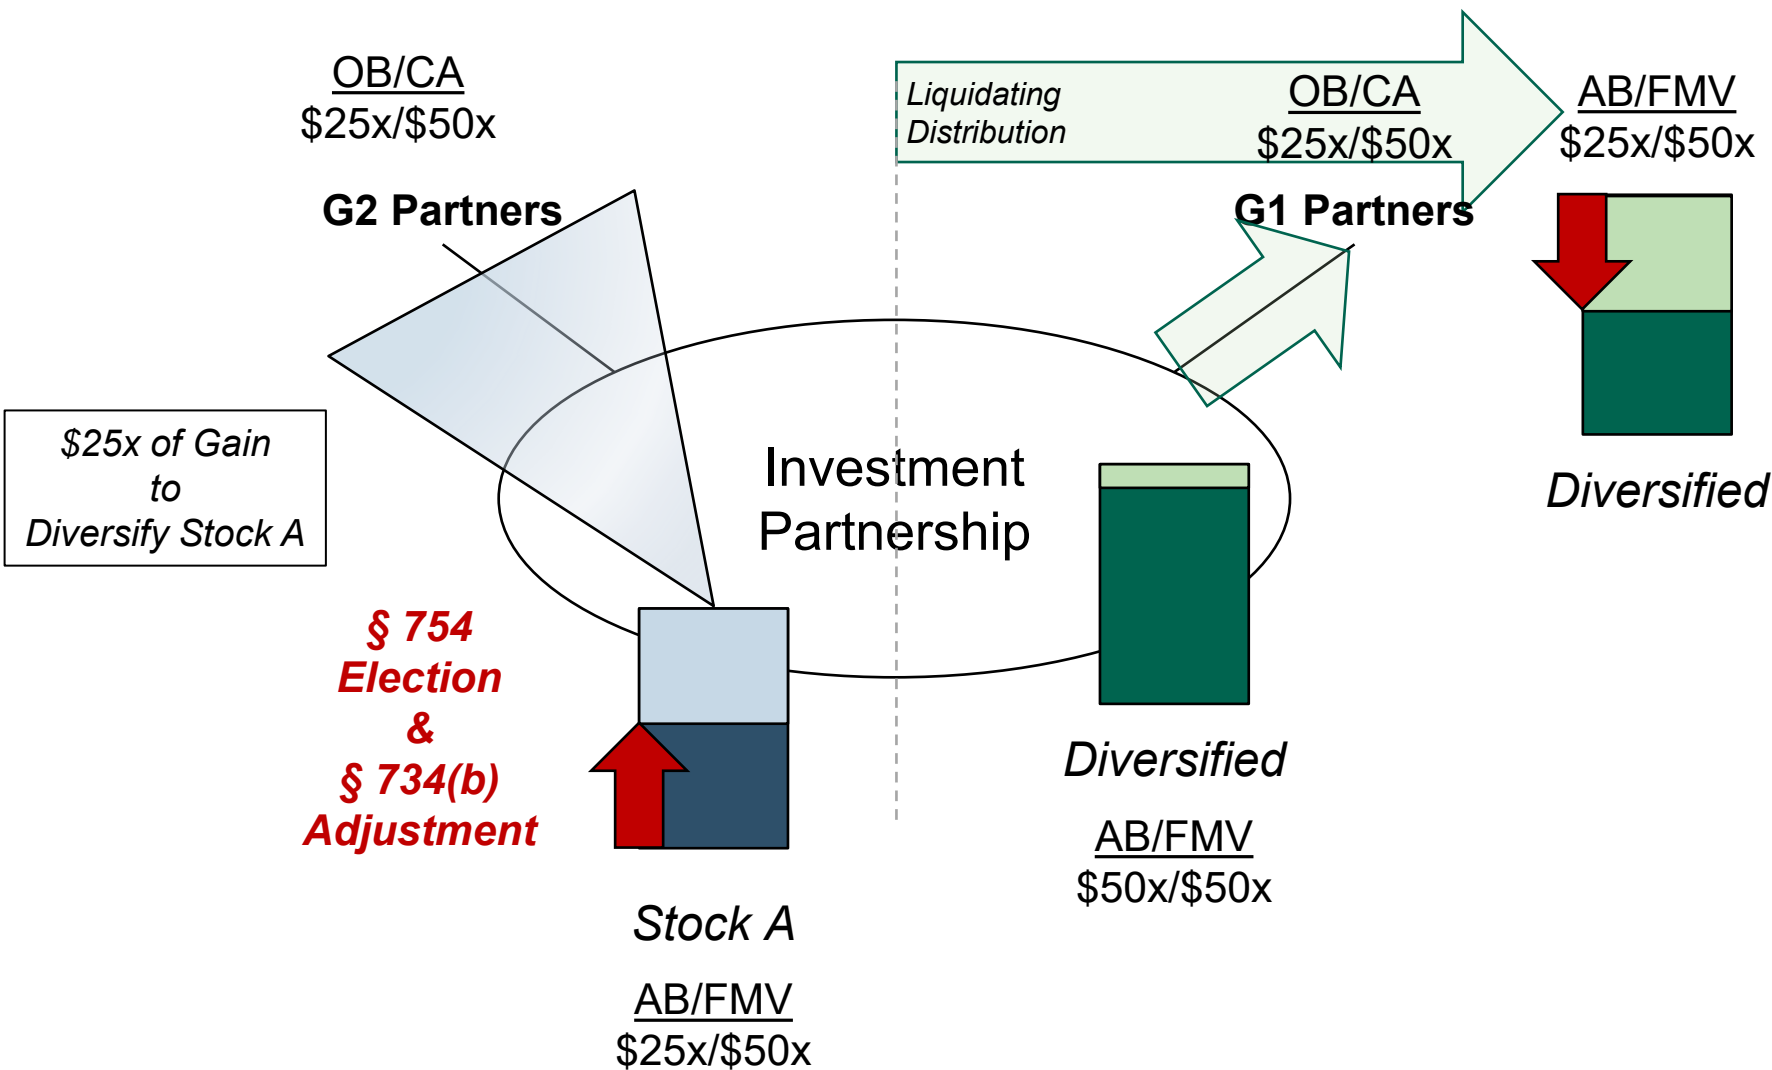 OB/CA
$25x/$50x
G2 Partners
Liquidating
Distribution
OB/CA
$25x/$50x
G1 Partners
AB/FMV
$25x/$50x
Diversified
$25x of Gain
to
Diversify Stock A
Investment
Partnership
§ 754
Election
&
§ 734(b)
Adjustment
Stock A
AB/FMV
$25x/$50x
Diversified
AB/FMV
$50x/$50x